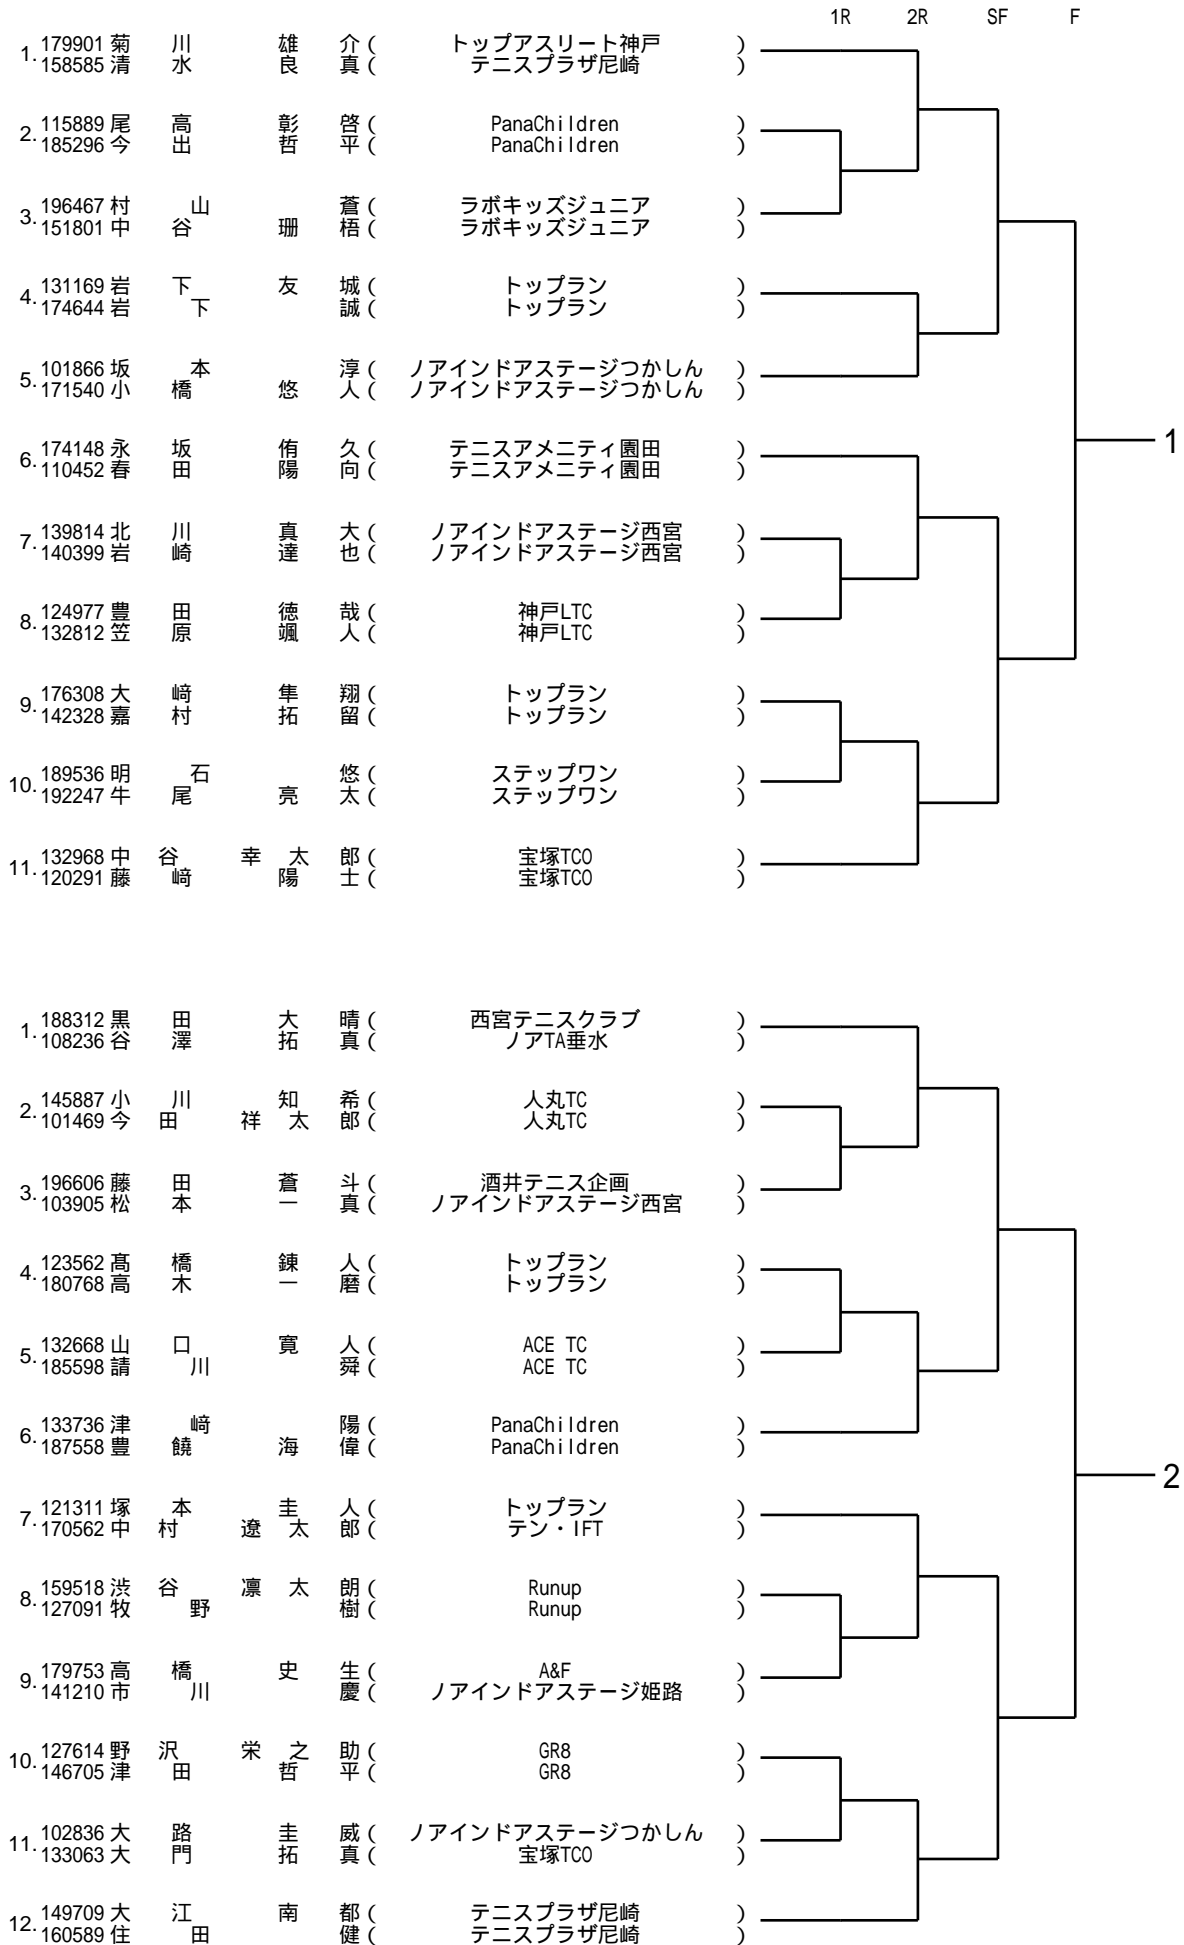 1R 2R SF F
1. 179901 菊川 雄介 ( トップアスリート神戸 )
158585 清水 良真 ( テニスプラザ尼崎 )
2. 115889 尾高 彰啓 ( PanaChildren )
185296 今出 哲平 ( PanaChildren )
3. 196467 村山 蒼 ( ラボキッズジュニア )
151801 中谷 珊梧 ( ラボキッズジュニア )
4. 131169 岩下 友城 ( トップラン )
174644 岩下 誠 ( トップラン )
5. 101866 坂本 淳 ( ノアインドアステージつかしん )
171540 小橋 悠人 ( ノアインドアステージつかしん )
6. 174148 永坂 侑久 ( テニスアメニティ園田 )
110452 春田 陽向 ( テニスアメニティ園田 )
1
7. 139814 北川 真大 ( ノアインドアステージ西宮 )
140399 岩崎 達也 ( ノアインドアステージ西宮 )
8. 124977 豊田 徳哉 ( 神戸LTC )
132812 笠原 颯人 ( 神戸LTC )
9. 176308 大﨑 隼翔 ( トップラン )
142328 嘉村 拓留 ( トップラン )
10. 189536 明石 悠 ( ステップワン )
192247 牛尾 亮太 ( ステップワン )
11. 132968 中谷 幸太郎 ( 宝塚TCO )
120291 藤﨑 陽士 ( 宝塚TCO )
1. 188312 黒田 大晴 ( 西宮テニスクラブ )
108236 谷澤 拓真 ( ノアTA垂水 )
2. 145887 小川 知希 ( 人丸TC )
101469 今田 祥太郎 ( 人丸TC )
3. 196606 藤田 蒼斗 ( 酒井テニス企画 )
103905 松本 一真 ( ノアインドアステージ西宮 )
4. 123562 髙橋 錬人 ( トップラン )
180768 高木 一磨 ( トップラン )
5. 132668 山口 寛人 ( ACE TC )
185598 請川 舜 ( ACE TC )
6. 133736 津﨑 陽 ( PanaChildren )
187558 豊饒 海偉 ( PanaChildren )
2
7. 121311 塚本 圭人 ( トップラン )
170562 中村 遼太郎 ( テン・IFT )
8. 159518 渋谷 凛太朗 ( Runup )
127091 牧野 樹 ( Runup )
9. 179753 高橋 史生 ( A&F )
141210 市川 慶 ( ノアインドアステージ姫路 )
10. 127614 野沢 栄之助 ( GR8 )
146705 津田 哲平 ( GR8 )
11. 102836 大路 圭威 ( ノアインドアステージつかしん )
133063 大門 拓真 ( 宝塚TCO )
12. 149709 大江 南都 ( テニスプラザ尼崎 )
160589 住田 健 ( テニスプラザ尼崎 )